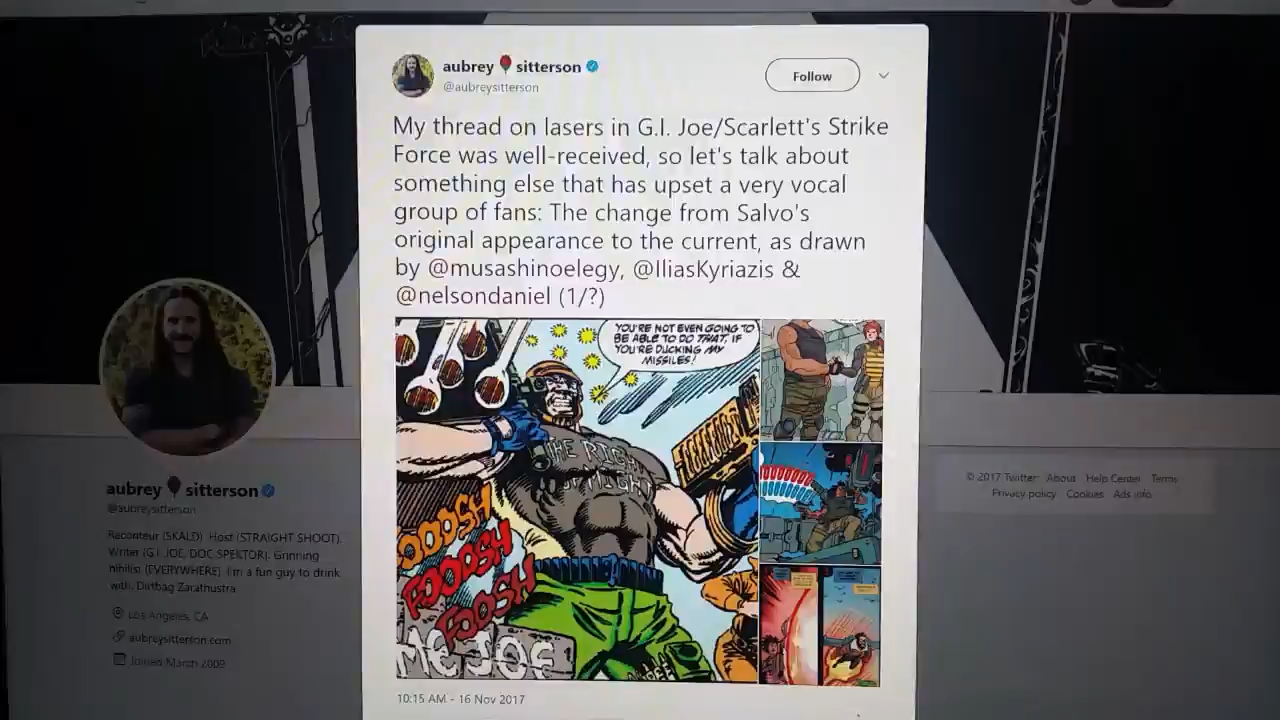 aubrey sitterson
@aubreysitterson
Follow
My thread on lasers in G.I. Joe/Scarlett's Strike
Force was well-received, so let's talk about
something else that has upset a very vocal
group of fans: The change from Salvo's
original appearance to the current, as drawn
by @musashinoelegy, @IliasKyriazis &
@nelsondaniel (1/?)
YOU'RE NOT EVEN GOING TO
BE ABLE TO DO THAT, IF
YOU'RE DUCKING MY
MISSILES!
THE RIGHT
OF MIGHT
OOOSH
FOOOSH
FOOSH
10:15 AM - 16 Nov 2017
aubrey sitterson
@aubreysitterson
Raconteur (SKALD). Host (STRAIGHT SHOOT).
Writer (G.I. JOE, DOC SPEKTOR). Grinning
nihilist (EVERYWHERE). I'm a fun guy to drink
with. Dirtbag Zarathustra
Los Angeles, CA
aubreysitterson.com
Joined March 2009
© 2017 Twitter About Help Center Terms
Privacy policy Cookies Ads info